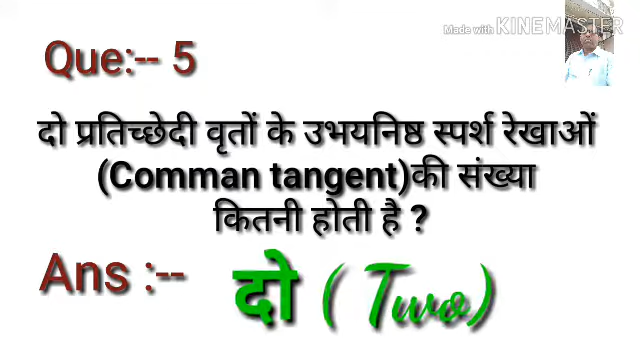 Made with KINEMASTER
Que:-- 5
दो प्रतिच्छेदी वृतों के उभयनिष्ठ स्पर्श रेखाओं
(Comman tangent)की संख्या
कितनी होती है ?
Ans :-- दो ( Two)